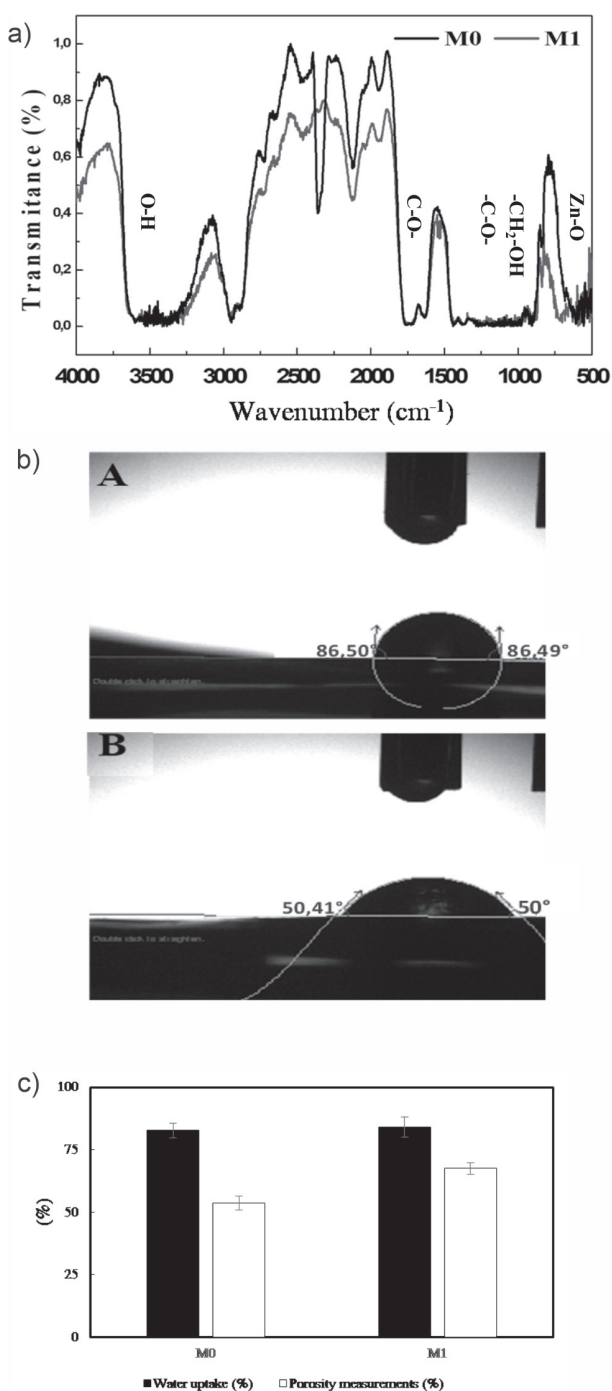 a)
M0 M1
Transmitance (%)
1,0
0,8
0,6
0,4
0,2
0,0
O-H
C-O-
-C-O-
-CH₂-OH
Zn-O
4000 3500 3000 2500 2000 1500 1000 500
Wavenumber (cm⁻¹)
b)
A
86,50° 86,49°
Double click to straighten.
B
50,41° 50°
Double click to straighten.
c)
(%)
100
75
50
25
0
M0 M1
Water uptake (%) Porosity measurements (%)